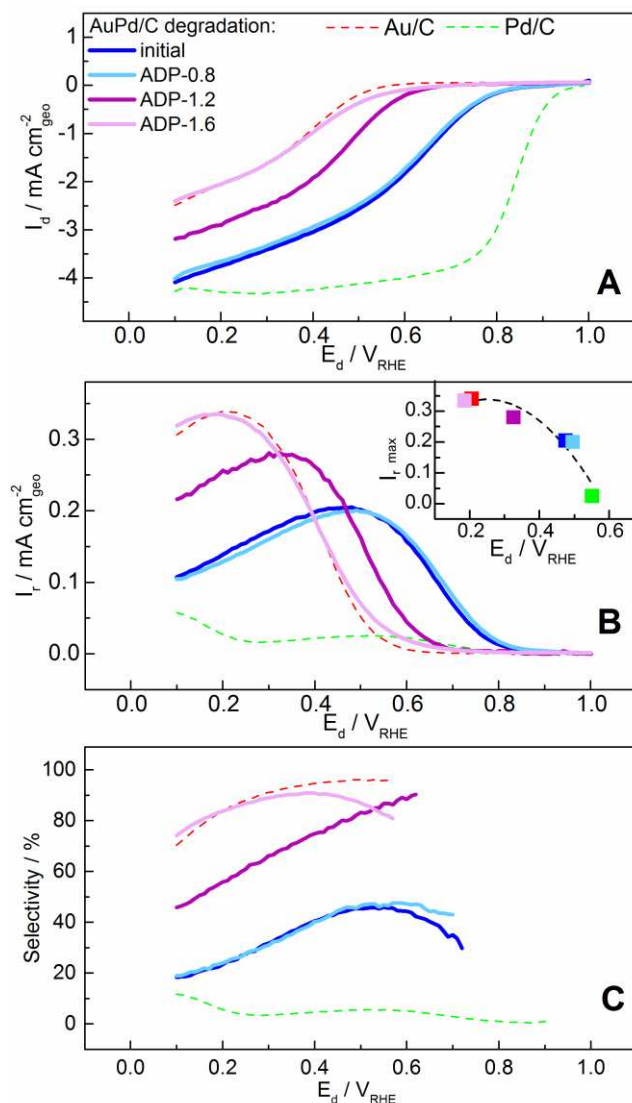 AuPd/C degradation: Au/C Pd/C
initial
ADP-0.8
ADP-1.2
ADP-1.6
1
0
-1
-2
-3
-4
I_d / mA cm^-2_geo
A
0.0 0.2 0.4 0.6 0.8 1.0
E_d / V_RHE
0.3
0.2
0.1
0.0
I_r / mA cm^-2_geo
0.3
0.2
0.1
0.0
I_r max
0.2 0.4 0.6
E_d / V_RHE
B
0.0 0.2 0.4 0.6 0.8 1.0
E_d / V_RHE
100
80
60
40
20
0
Selectivity / %
C
0.0 0.2 0.4 0.6 0.8 1.0
E_d / V_RHE